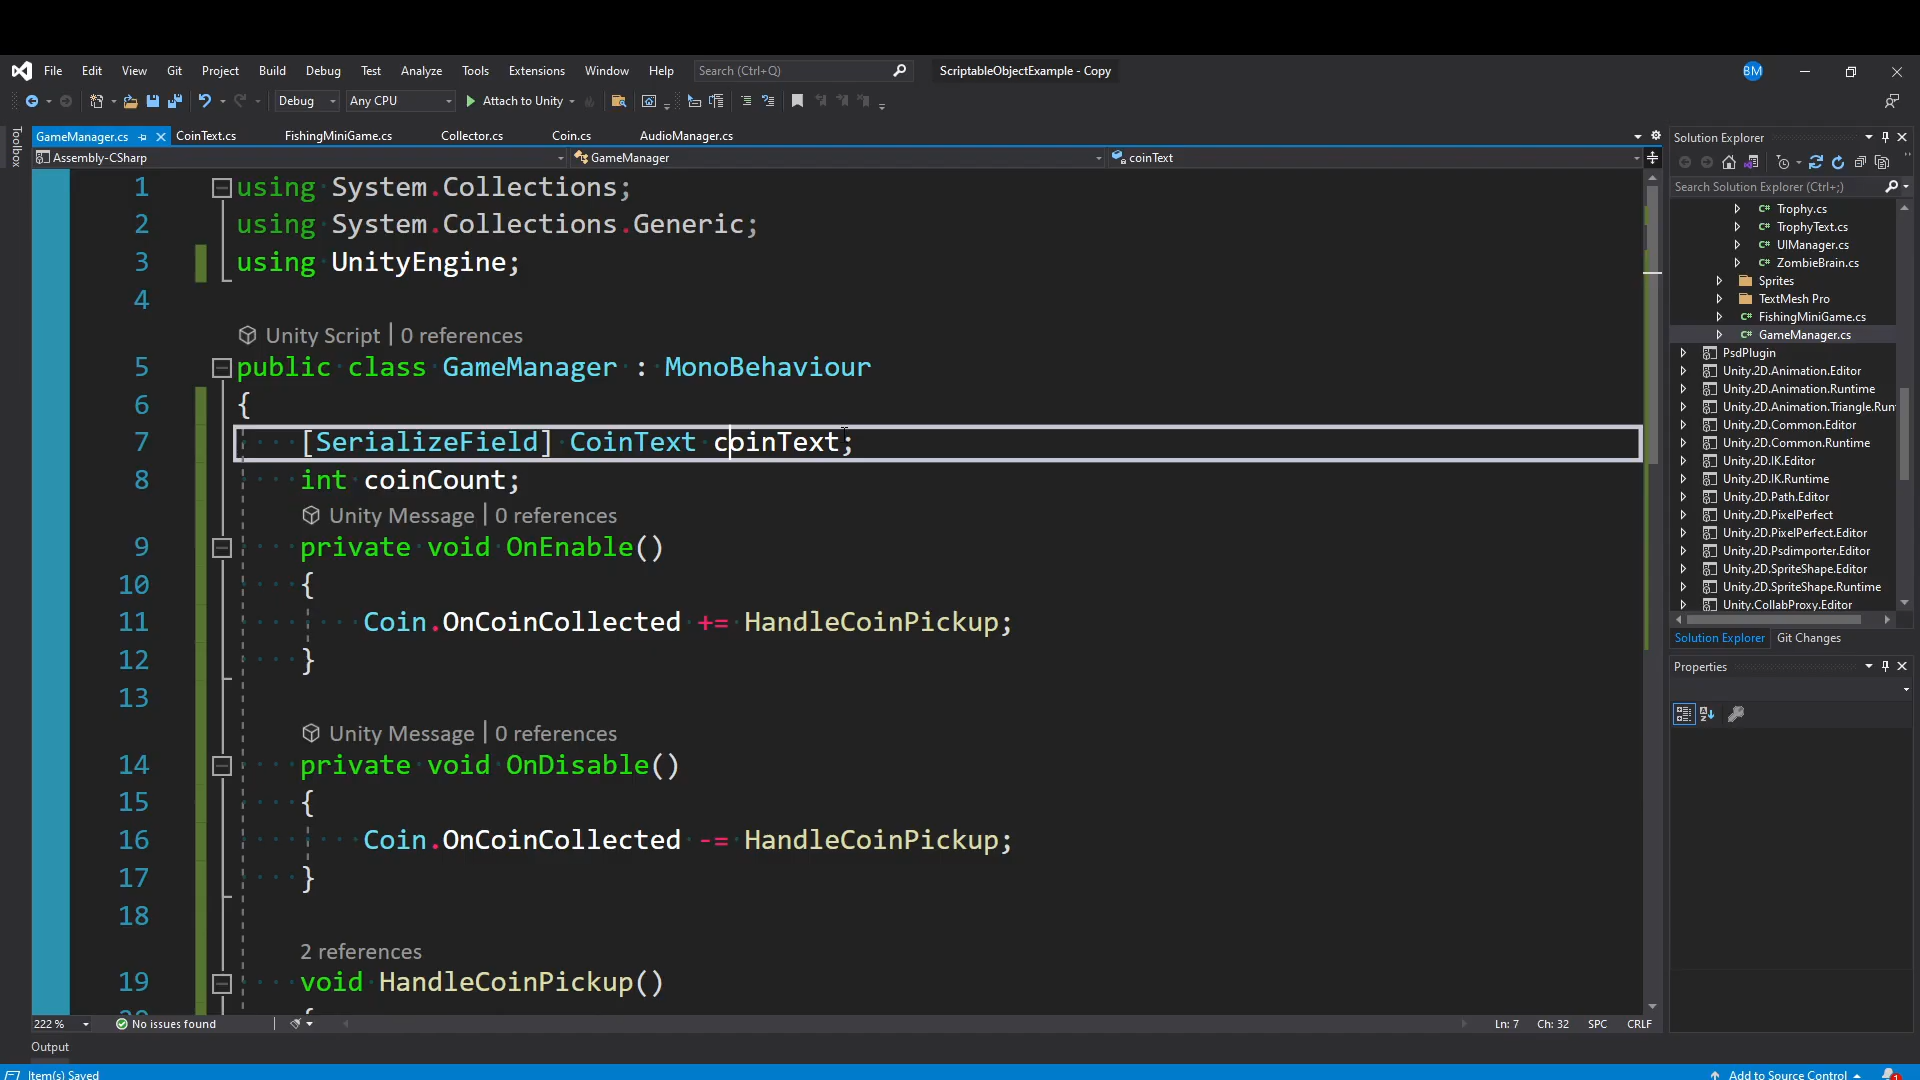 File Edit View Git Project Build Debug Test Analyze Tools Extensions Window Help Search (Ctrl+Q) ScriptableObjectExample - Copy BM
Debug Any CPU Attach to Unity
Toolbox
GameManager.cs CoinText.cs FishingMiniGame.cs Collector.cs Coin.cs AudioManager.cs
Assembly-CSharp GameManager coinText
1 using System.Collections;
2 using System.Collections.Generic;
3 using UnityEngine;
4
Unity Script | 0 references
5 public class GameManager : MonoBehaviour
6 {
7 [SerializeField] CoinText coinText;
8 int coinCount;
Unity Message | 0 references
9 private void OnEnable()
10 {
11 Coin.OnCoinCollected += HandleCoinPickup;
12 }
13
Unity Message | 0 references
14 private void OnDisable()
15 {
16 Coin.OnCoinCollected -= HandleCoinPickup;
17 }
18
2 references
19 void HandleCoinPickup()
222 % No issues found Ln: 7 Ch: 32 SPC CRLF
Output
Item(s) Saved
Add to Source Control 1
Solution Explorer
Search Solution Explorer (Ctrl+;)
C# Trophy.cs
C# TrophyText.cs
C# UIManager.cs
C# ZombieBrain.cs
Sprites
TextMesh Pro
C# FishingMiniGame.cs
C# GameManager.cs
PsdPlugin
Unity.2D.Animation.Editor
Unity.2D.Animation.Runtime
Unity.2D.Animation.Triangle.Run
Unity.2D.Common.Editor
Unity.2D.Common.Runtime
Unity.2D.IK.Editor
Unity.2D.IK.Runtime
Unity.2D.Path.Editor
Unity.2D.PixelPerfect
Unity.2D.PixelPerfect.Editor
Unity.2D.Psdimporter.Editor
Unity.2D.SpriteShape.Editor
Unity.2D.SpriteShape.Runtime
Unity.CollabProxy.Editor
Solution Explorer Git Changes
Properties